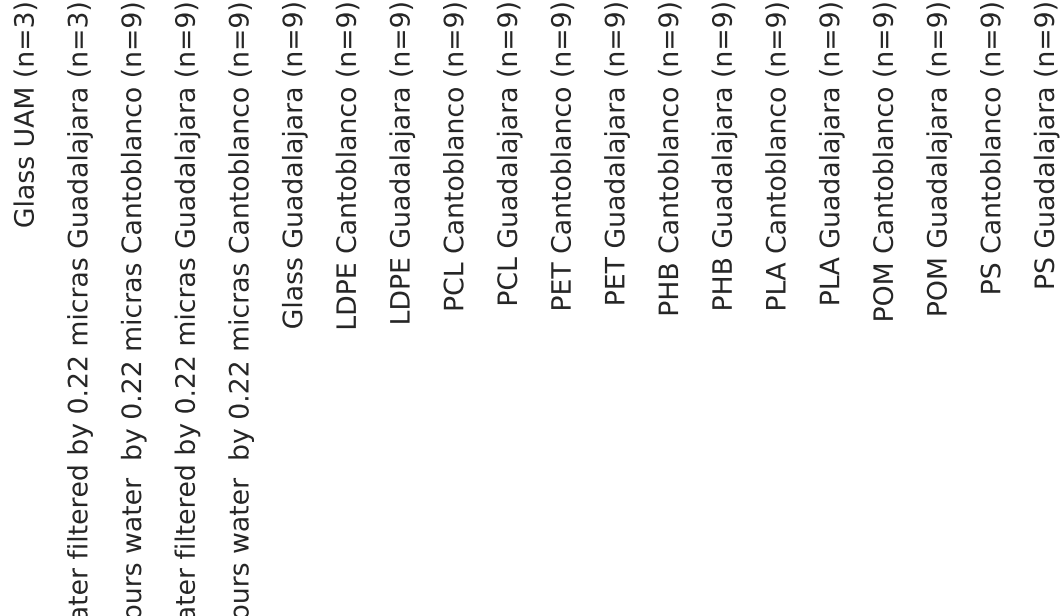 Glass UAM (n=3)
ater filtered by 0.22 micras Guadalajara (n=3)
ours water  by 0.22 micras Cantoblanco (n=9)
ater filtered by 0.22 micras Guadalajara (n=9)
ours water  by 0.22 micras Cantoblanco (n=9)
Glass Guadalajara (n=9)
LDPE Cantoblanco (n=9)
LDPE Guadalajara (n=9)
PCL Cantoblanco (n=9)
PCL Guadalajara (n=9)
PET Cantoblanco (n=9)
PET Guadalajara (n=9)
PHB Cantoblanco (n=9)
PHB Guadalajara (n=9)
PLA Cantoblanco (n=9)
PLA Guadalajara (n=9)
POM Cantoblanco (n=9)
POM Guadalajara (n=9)
PS Cantoblanco (n=9)
PS Guadalajara (n=9)